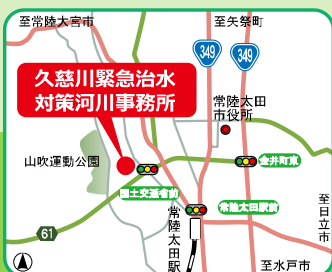 至常陸大宮市
至矢祭町
349
349
久慈川緊急治水
対策河川事務所
常陸太田
市役所
山吹運動公園
金井町東
国土交通省前
常陸太田駅前
61
常陸太田駅
至日立市
至水戸市